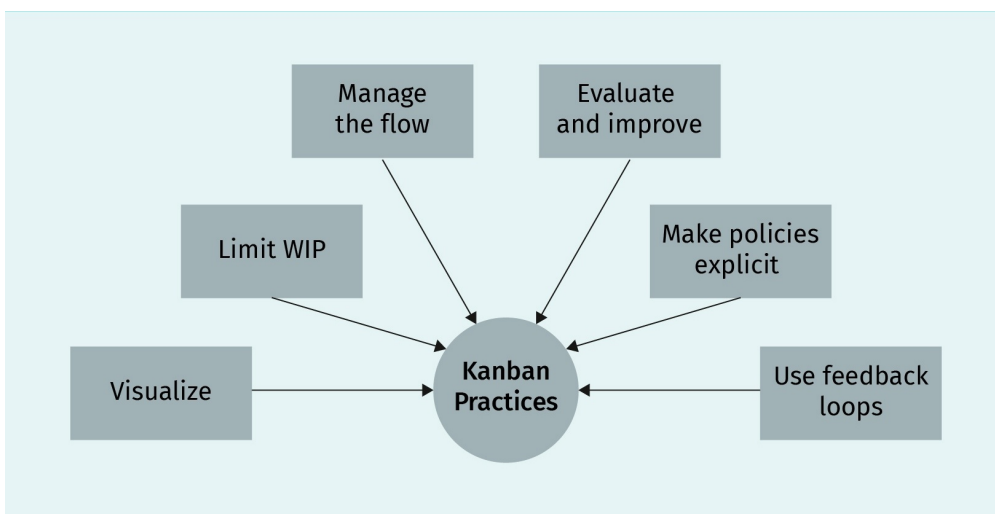 Manage
the flow
Evaluate
and improve
Limit WIP
Make policies
explicit
Visualize
Kanban
Practices
Use feedback
loops